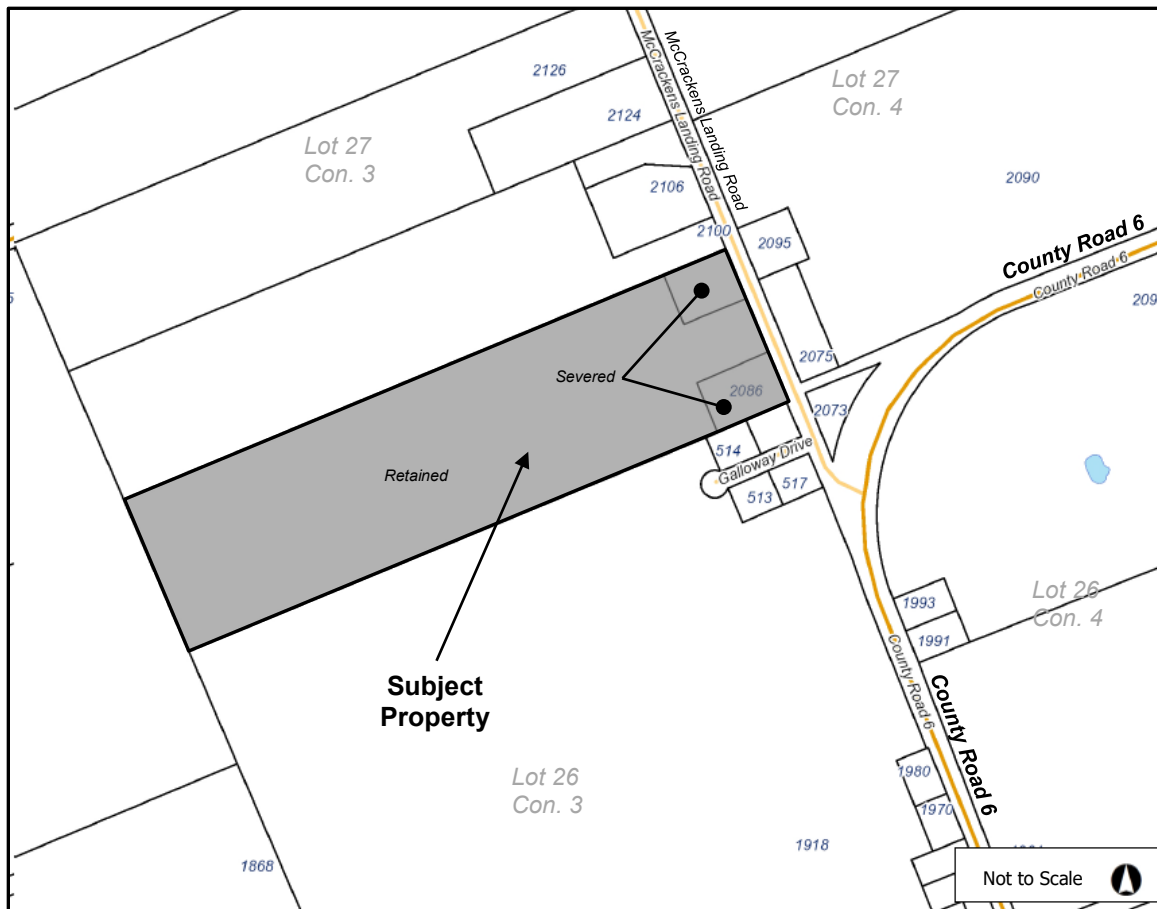 McCrackens Landing Road
McCrackens Landing Road
2126
Lot 27
Con. 4
2124
Lot 27
Con. 3
2106
2090
2100
2095
County Road 6
County Road 6
209
2075
Severed
2086
2073
514
Galloway Drive
Retained
513
517
Subject
Property
1993
Lot 26
Con. 4
1991
County Road 6
County Road 6
Lot 26
Con. 3
1980
1970
1918
1868
Not to Scale